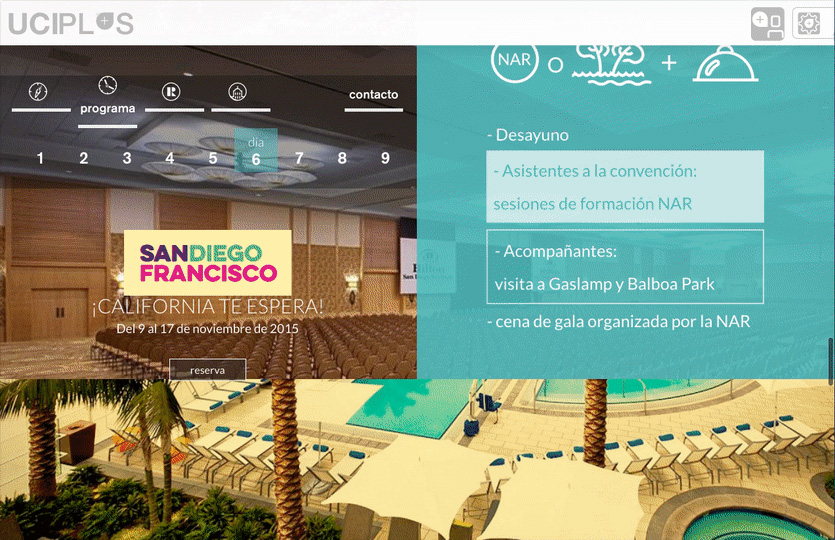 UCIPLUS
programa
contacto
día
1 2 3 4 5 6 7 8 9
SANDIEGO
FRANCISCO
¡CALIFORNIA TE ESPERA!
Del 9 al 17 de noviembre de 2015
reserva
NAR O +
- Desayuno
- Asistentes a la convención:
sesiones de formación NAR
- Acompañantes:
visita a Gaslamp y Balboa Park
- cena de gala organizada por la NAR
Hilton